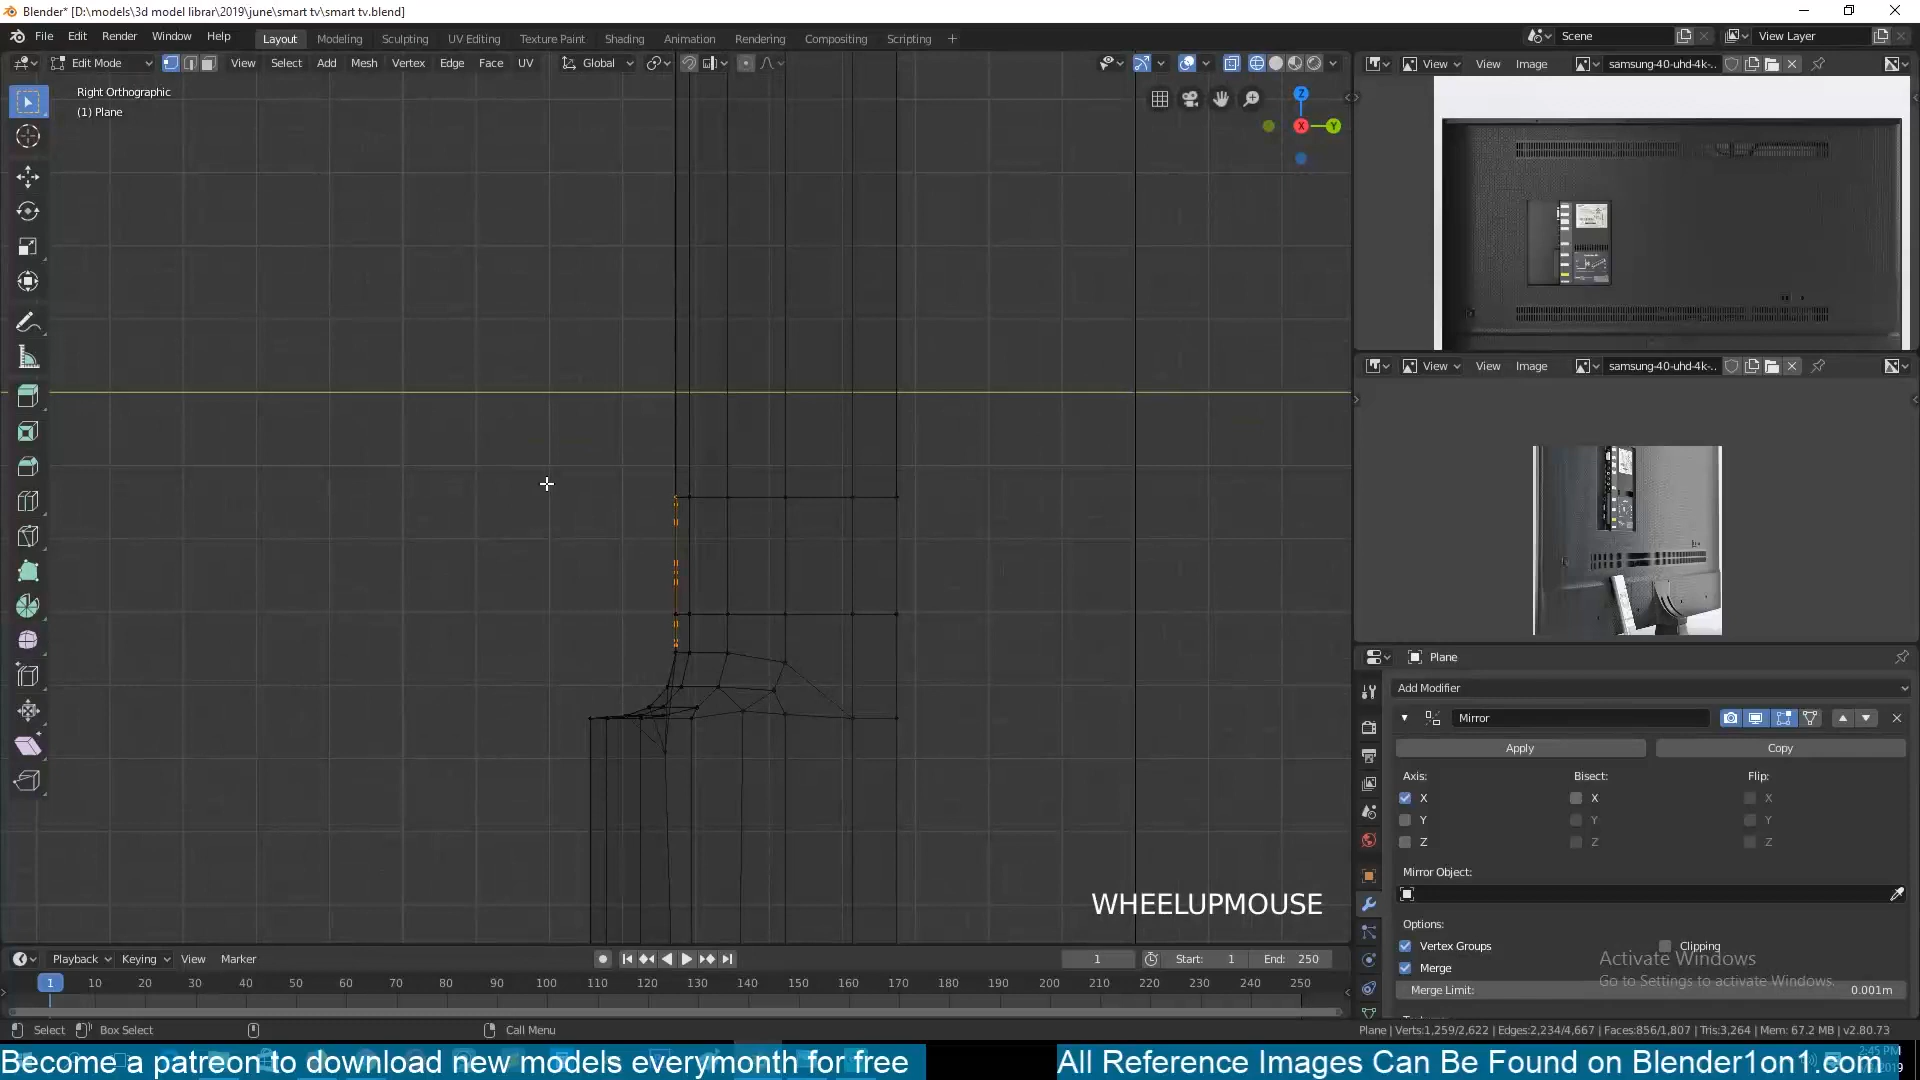 Blender* [D:\models\3d model librar\2019\june\smart tv\smart tv.blend]
File Edit Render Window Help Layout Modeling Sculpting UV Editing Texture Paint Shading Animation Rendering Compositing Scripting + Scene View Layer
Edit Mode View Select Add Mesh Vertex Edge Face UV Global
View View Image samsung-40-uhd-4k-..
Right Orthographic
(1) Plane
Z
X Y
View View Image samsung-40-uhd-4k-..
Plane
Add Modifier
Mirror
Apply Copy
Axis: Bisect: Flip:
X X X
Y Y Y
Z Z Z
Mirror Object:
Options:
Vertex Groups Clipping
Merge
Merge Limit: 0.001m
Activate Windows
Go to Settings to activate Windows.
WHEELUPMOUSE
Playback Keying View Marker 1 Start: 1 End: 250
1 10 20 30 40 50 60 70 80 90 100 110 120 130 140 150 160 170 180 190 200 210 220 230 240 250
Select Box Select Call Menu Plane | Verts:1,259/2,622 | Edges:2,234/4,667 | Faces:856/1,807 | Tris:3,264 | Mem: 67.2 MB | v2.80.73
Become a patreon to download new models everymonth for free
All Reference Images Can Be Found on Blender1on1.com
2:45 PM